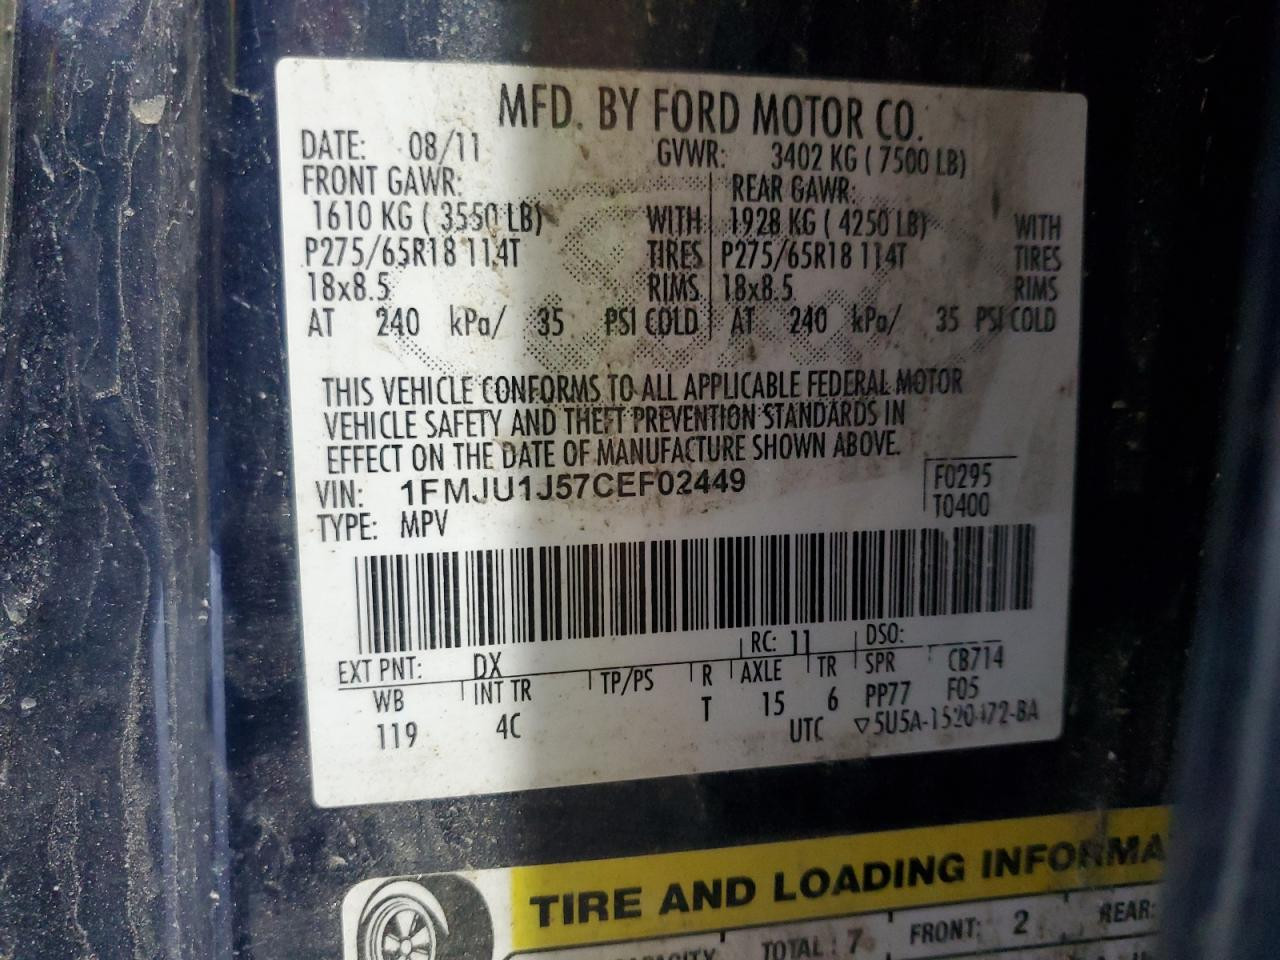 MFD. BY FORD MOTOR CO.
DATE: 08/11 GVWR: 3402 KG ( 7500 LB)
FRONT GAWR: REAR GAWR:
1610 KG ( 3550 LB) WITH 1928 KG ( 4250 LB) WITH
P275/65R18 114T TIRES P275/65R18 114T TIRES
18x8.5 RIMS 18x8.5 RIMS
AT 240 kPa/ 35 PSI COLD AT 240 kPa/ 35 PSI COLD
THIS VEHICLE CONFORMS TO ALL APPLICABLE FEDERAL MOTOR
VEHICLE SAFETY AND THEFT PREVENTION STANDARDS IN
EFFECT ON THE DATE OF MANUFACTURE SHOWN ABOVE.
VIN: 1FMJU1J57CEF02449 F0295
TYPE: MPV T0400
RC: 11 DSO:
EXT PNT: DX CB714
WB INT TR TP/PS R AXLE TR SPR F05
119 4C T 15 6 PP77
UTC ▽5U5A-1520472-BA
TIRE AND LOADING INFORMA
TOTAL : 7 FRONT: 2 REAR: